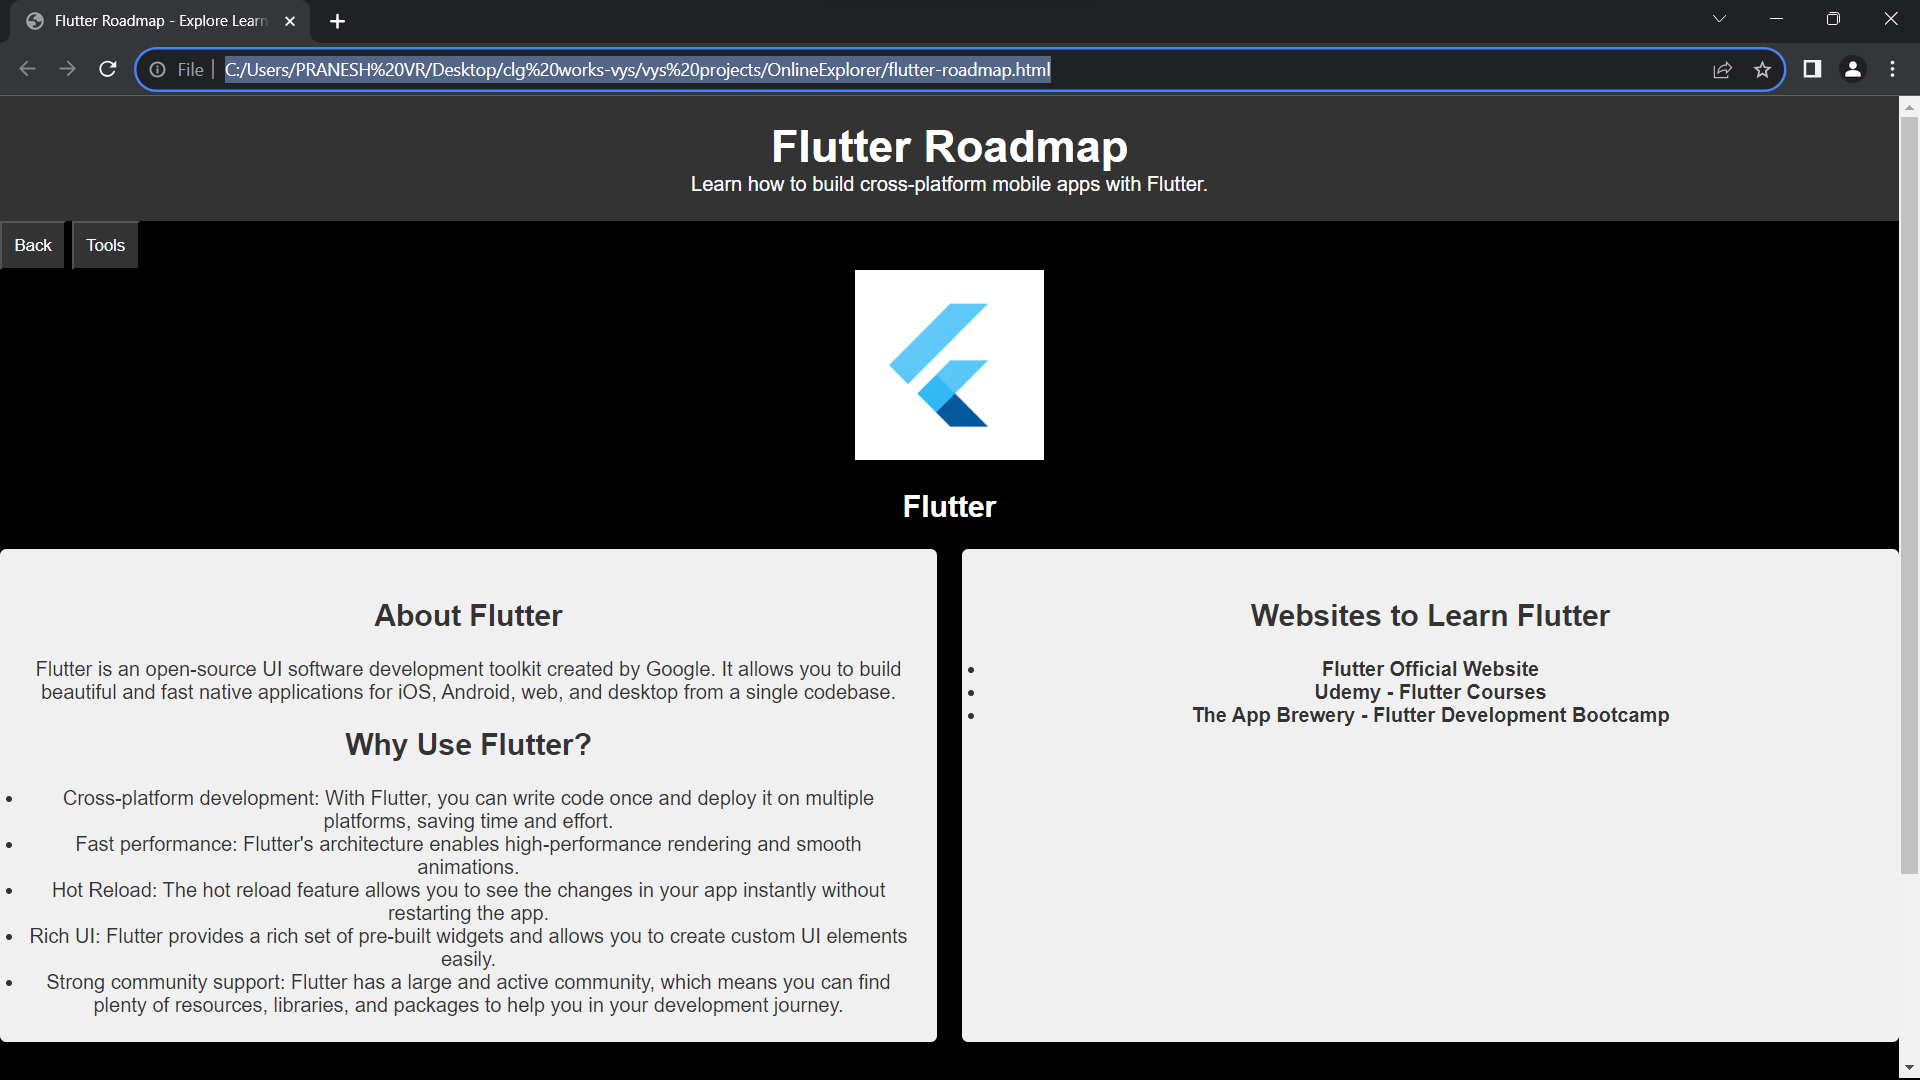 Flutter Roadmap - Explore Learn
File
C:/Users/PRANESH%20VR/Desktop/clg%20works-vys/vys%20projects/OnlineExplorer/flutter-roadmap.html
Flutter Roadmap
Learn how to build cross-platform mobile apps with Flutter.
Back
Tools
Flutter
About Flutter
Flutter is an open-source UI software development toolkit created by Google. It allows you to build
beautiful and fast native applications for iOS, Android, web, and desktop from a single codebase.
Why Use Flutter?
• Cross-platform development: With Flutter, you can write code once and deploy it on multiple
platforms, saving time and effort.
• Fast performance: Flutter's architecture enables high-performance rendering and smooth
animations.
• Hot Reload: The hot reload feature allows you to see the changes in your app instantly without
restarting the app.
• Rich UI: Flutter provides a rich set of pre-built widgets and allows you to create custom UI elements
easily.
• Strong community support: Flutter has a large and active community, which means you can find
plenty of resources, libraries, and packages to help you in your development journey.
Websites to Learn Flutter
• Flutter Official Website
• Udemy - Flutter Courses
• The App Brewery - Flutter Development Bootcamp